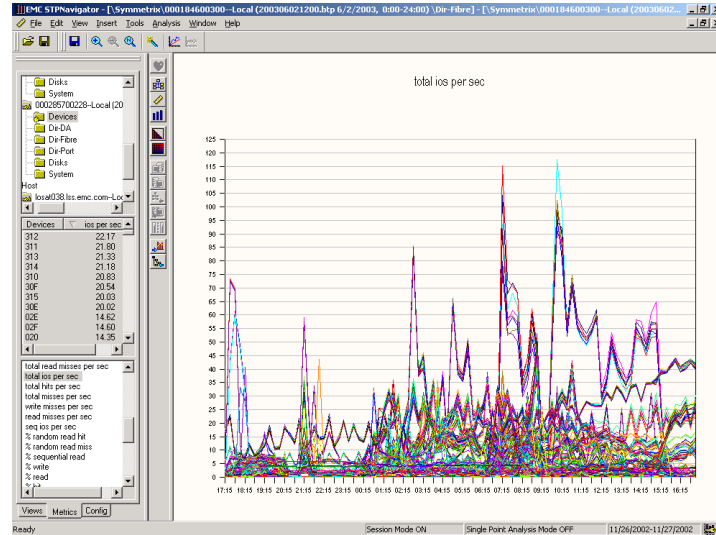 EMC STPNavigator - [\Symmetrix\000184600300--Local (200306021200.btp 6/2/2003, 0:00-24:00) \Dir-Fibre] - [\Symmetrix\000184600300--Local (20030602...
File Edit View Insert Tools Analysis Window Help
Disks
System
000285700228--Local (20
Devices
Dir-DA
Dir-Fibre
Dir-Port
Disks
System
Host
losat038.lss.emc.com--Loc
Devices ios per sec
312 22.17
311 21.80
313 21.33
314 21.18
310 20.83
30F 20.54
315 20.03
30E 20.02
02E 14.62
02F 14.60
020 14.35
total read misses per sec
total ios per sec
total hits per sec
total misses per sec
write misses per sec
read misses per sec
seq ios per sec
% random read hit
% random read miss
% sequential read
% write
% read
Views Metrics Config
total ios per sec
125
120
115
110
105
100
95
90
85
80
75
70
65
60
55
50
45
40
35
30
25
20
15
10
5
0
17:15 18:15 19:15 20:15 21:15 22:15 23:15 00:15 01:15 02:15 03:15 04:15 05:15 06:15 07:15 08:15 09:15 10:15 11:15 12:15 13:15 14:15 15:15 16:15
Ready Session Mode ON Single Point Analysis Mode OFF 11/26/2002-11/27/2002